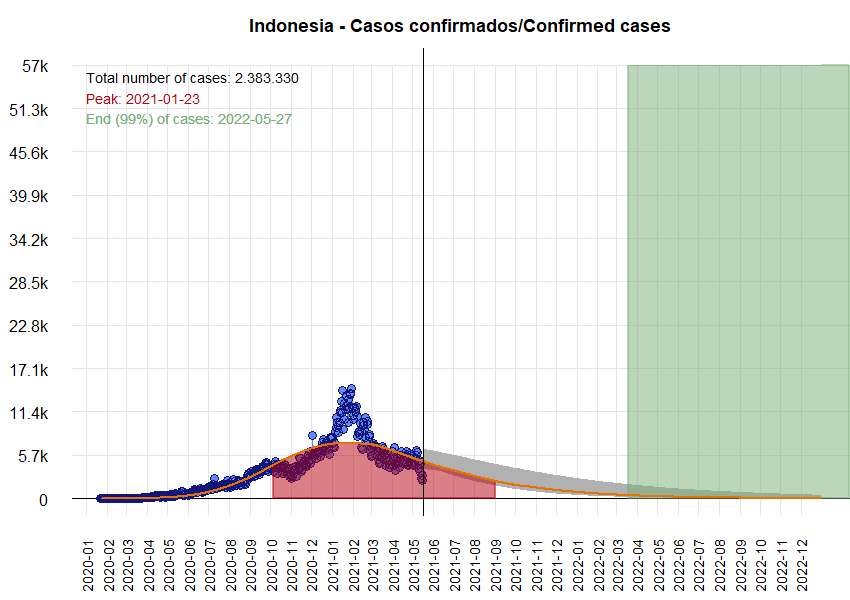 Indonesia - Casos confirmados/Confirmed cases
57k
51.3k
45.6k
39.9k
34.2k
28.5k
22.8k
17.1k
11.4k
5.7k
0
Total number of cases: 2.383.330
Peak: 2021-01-23
End (99%) of cases: 2022-05-27
2020-01
2020-02
2020-03
2020-04
2020-05
2020-06
2020-07
2020-08
2020-09
2020-10
2020-11
2020-12
2021-01
2021-02
2021-03
2021-04
2021-05
2021-06
2021-07
2021-08
2021-09
2021-10
2021-11
2021-12
2022-01
2022-02
2022-03
2022-04
2022-05
2022-06
2022-07
2022-08
2022-09
2022-10
2022-11
2022-12